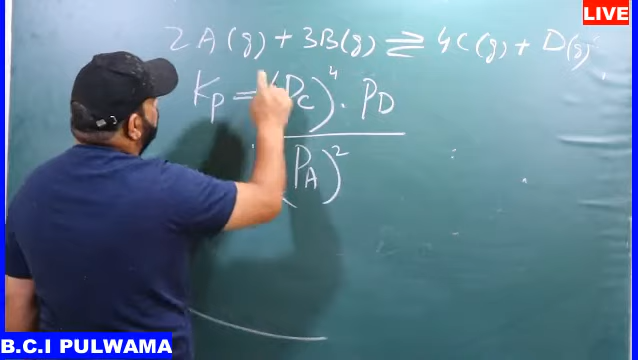 LIVE
2A(g) + 3B(g) ⇌ 4C(g) + D(g)
Kp = (PC)⁴ · PD
(PA)²
B.C.I PULWAMA